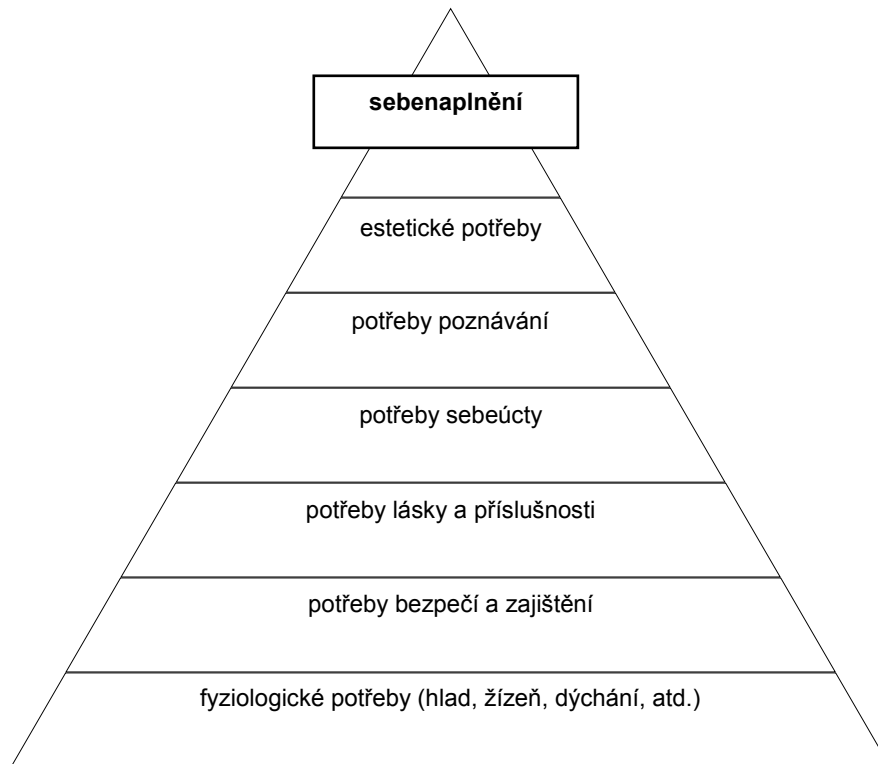 sebenaplnění
estetické potřeby
potřeby poznávání
potřeby sebeúcty
potřeby lásky a příslušnosti
potřeby bezpečí a zajištění
fyziologické potřeby (hlad, žízeň, dýchání, atd.)